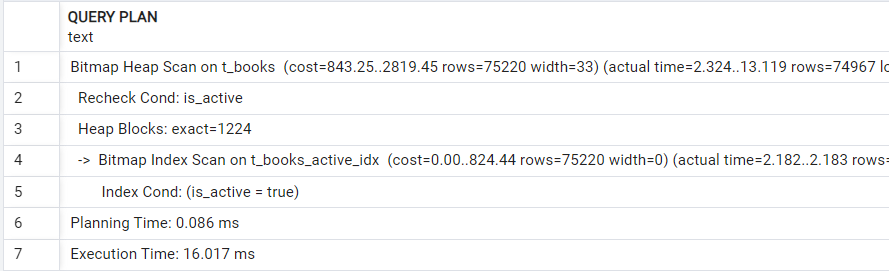 QUERY PLAN
text
1 Bitmap Heap Scan on t_books (cost=843.25..2819.45 rows=75220 width=33) (actual time=2.324..13.119 rows=74967 lo
2 Recheck Cond: is_active
3 Heap Blocks: exact=1224
4 -> Bitmap Index Scan on t_books_active_idx (cost=0.00..824.44 rows=75220 width=0) (actual time=2.182..2.183 rows=
5 Index Cond: (is_active = true)
6 Planning Time: 0.086 ms
7 Execution Time: 16.017 ms